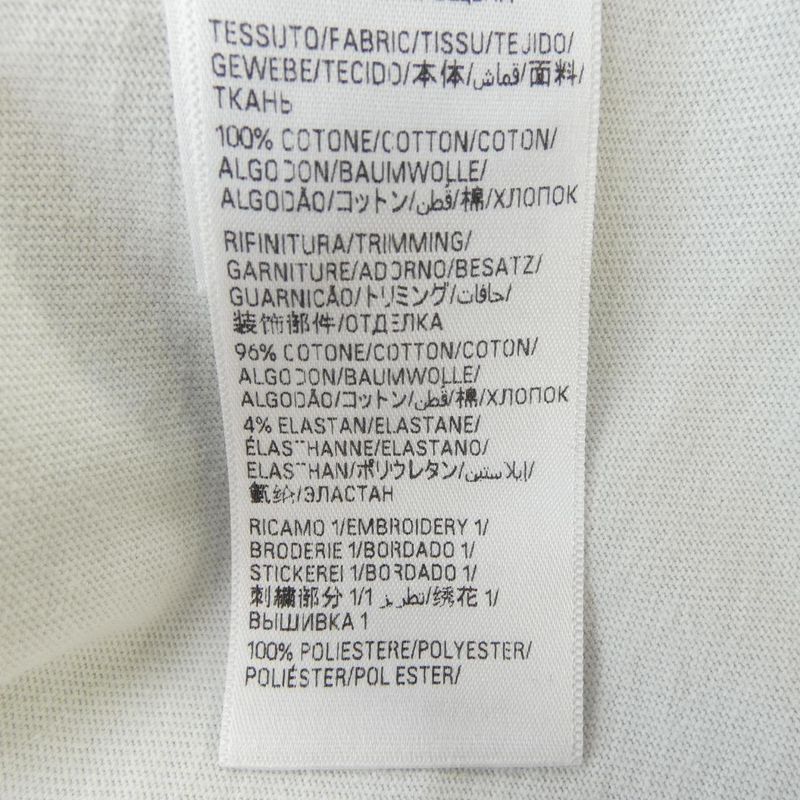 TESSUTO/FABRIC/TISSU/TEJIDO/
GEWEBE/TECIDO/本体/قماش/面料/
ТКАНЬ
100% COTONE/COTTON/COTON/
ALGODON/BAUMWOLLE/
ALGODÃO/コットン/قطن/棉/ХЛОПОК
RIFINITURA/TRIMMING/
GARNITURE/ADORNO/BESATZ/
GUARNICÃO/トリミング/حافات/
装饰部件/ОТДЕЛКА
96% COTONE/COTTON/COTON/
ALGODON/BAUMWOLLE/
ALGODÃO/コットン/قطن/棉/ХЛОПОК
4% ELASTAN/ELASTANE/
ÉLASTHANNE/ELASTANO/
ELASTHAN/ポリウレタン/إيلاستين/
氨纶/ЭЛАСТАН
RICAMO 1/EMBROIDERY 1/
BRODERIE 1/BORDADO 1/
STICKEREI 1/BORDADO 1/
刺繍部分 1/1 تطريز/绣花 1/
ВЫШИВКА 1
100% POLIESTERE/POLYESTER/
POLIÉSTER/POLYESTER/